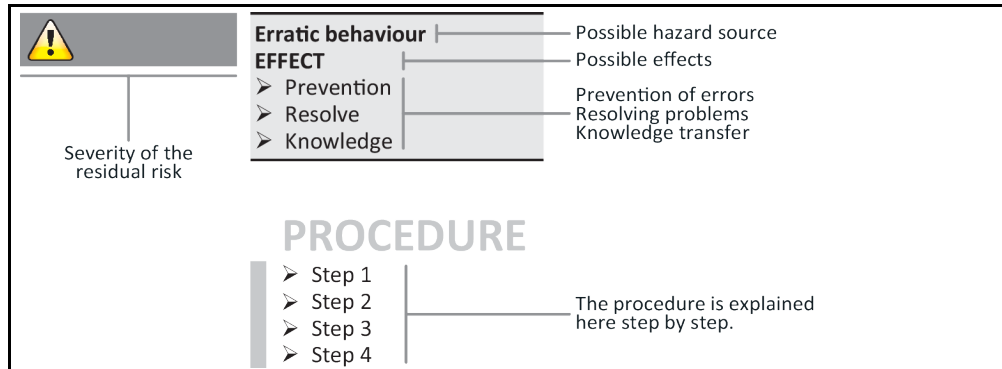 Erratic behaviour
Possible hazard source
EFFECT
Possible effects
➢ Prevention
➢ Resolve
➢ Knowledge
Prevention of errors
Resolving problems
Knowledge transfer
Severity of the
residual risk
PROCEDURE
➢ Step 1
➢ Step 2
➢ Step 3
➢ Step 4
The procedure is explained
here step by step.